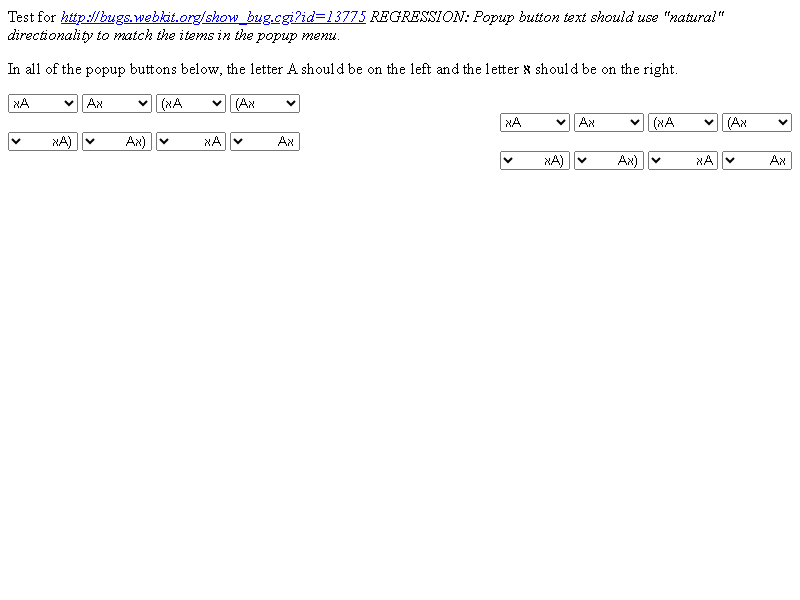 Test for http://bugs.webkit.org/show_bug.cgi?id=13775 REGRESSION: Popup button text should use "natural"
directionality to match the items in the popup menu.
In all of the popup buttons below, the letter A should be on the left and the letter א should be on the right.
אA Aא (אA (Aא
אA) Aא) אA Aא
אA Aא (אA (Aא
אA) Aא) אA Aא